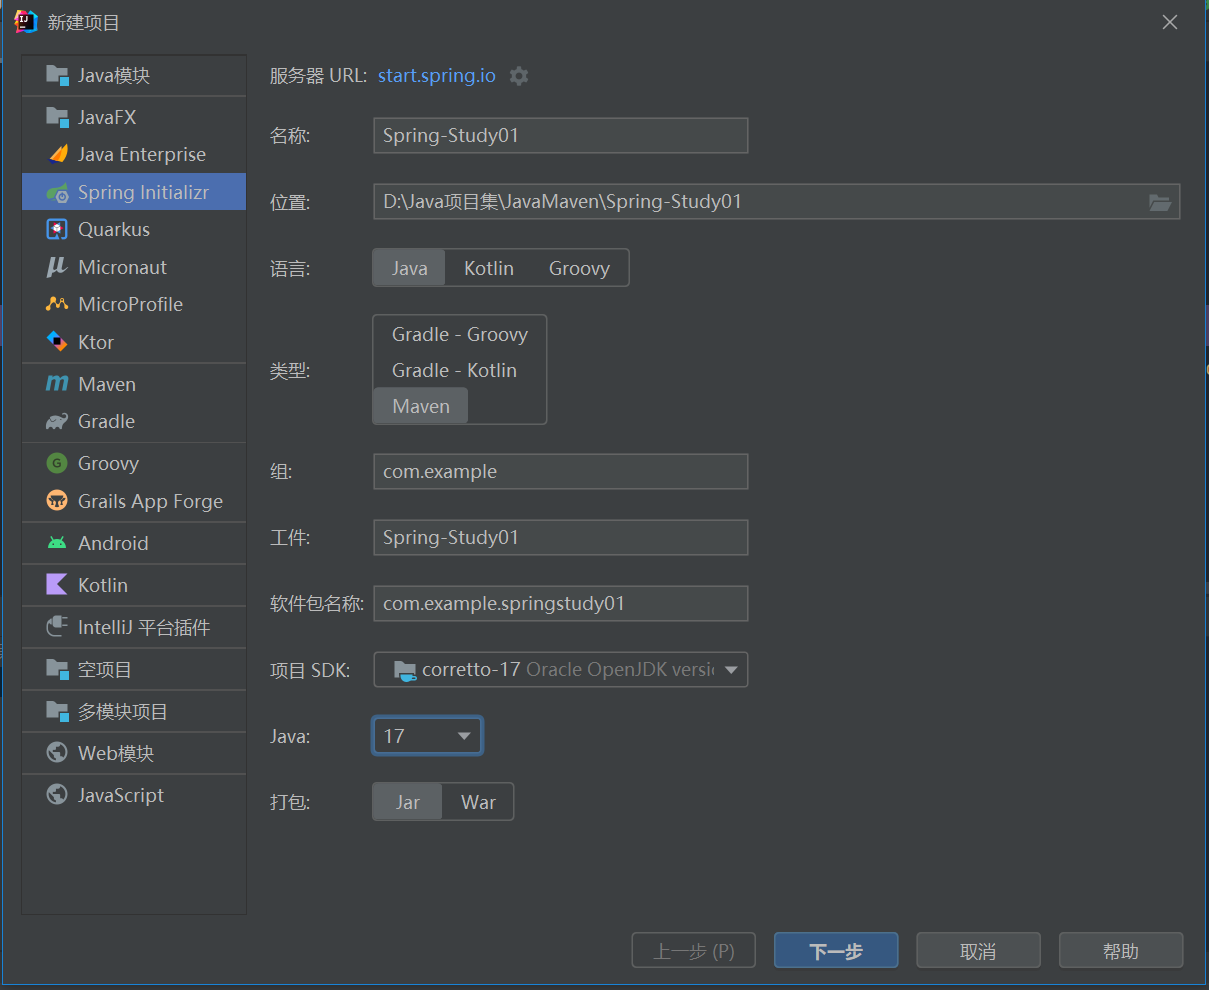 新建项目
Java模块
JavaFX
Java Enterprise
Spring Initializr
Quarkus
Micronaut
MicroProfile
Ktor
Maven
Gradle
Groovy
Grails App Forge
Android
Kotlin
IntelliJ 平台插件
空项目
多模块项目
Web模块
JavaScript
服务器 URL: start.spring.io
名称: Spring-Study01
位置: D:\Java项目集\JavaMaven\Spring-Study01
语言: Java Kotlin Groovy
类型:
Gradle - Groovy
Gradle - Kotlin
Maven
组: com.example
工件: Spring-Study01
软件包名称: com.example.springstudy01
项目 SDK: corretto-17 Oracle OpenJDK versic
Java: 17
打包: Jar War
上一步 (P) 下一步 取消 帮助